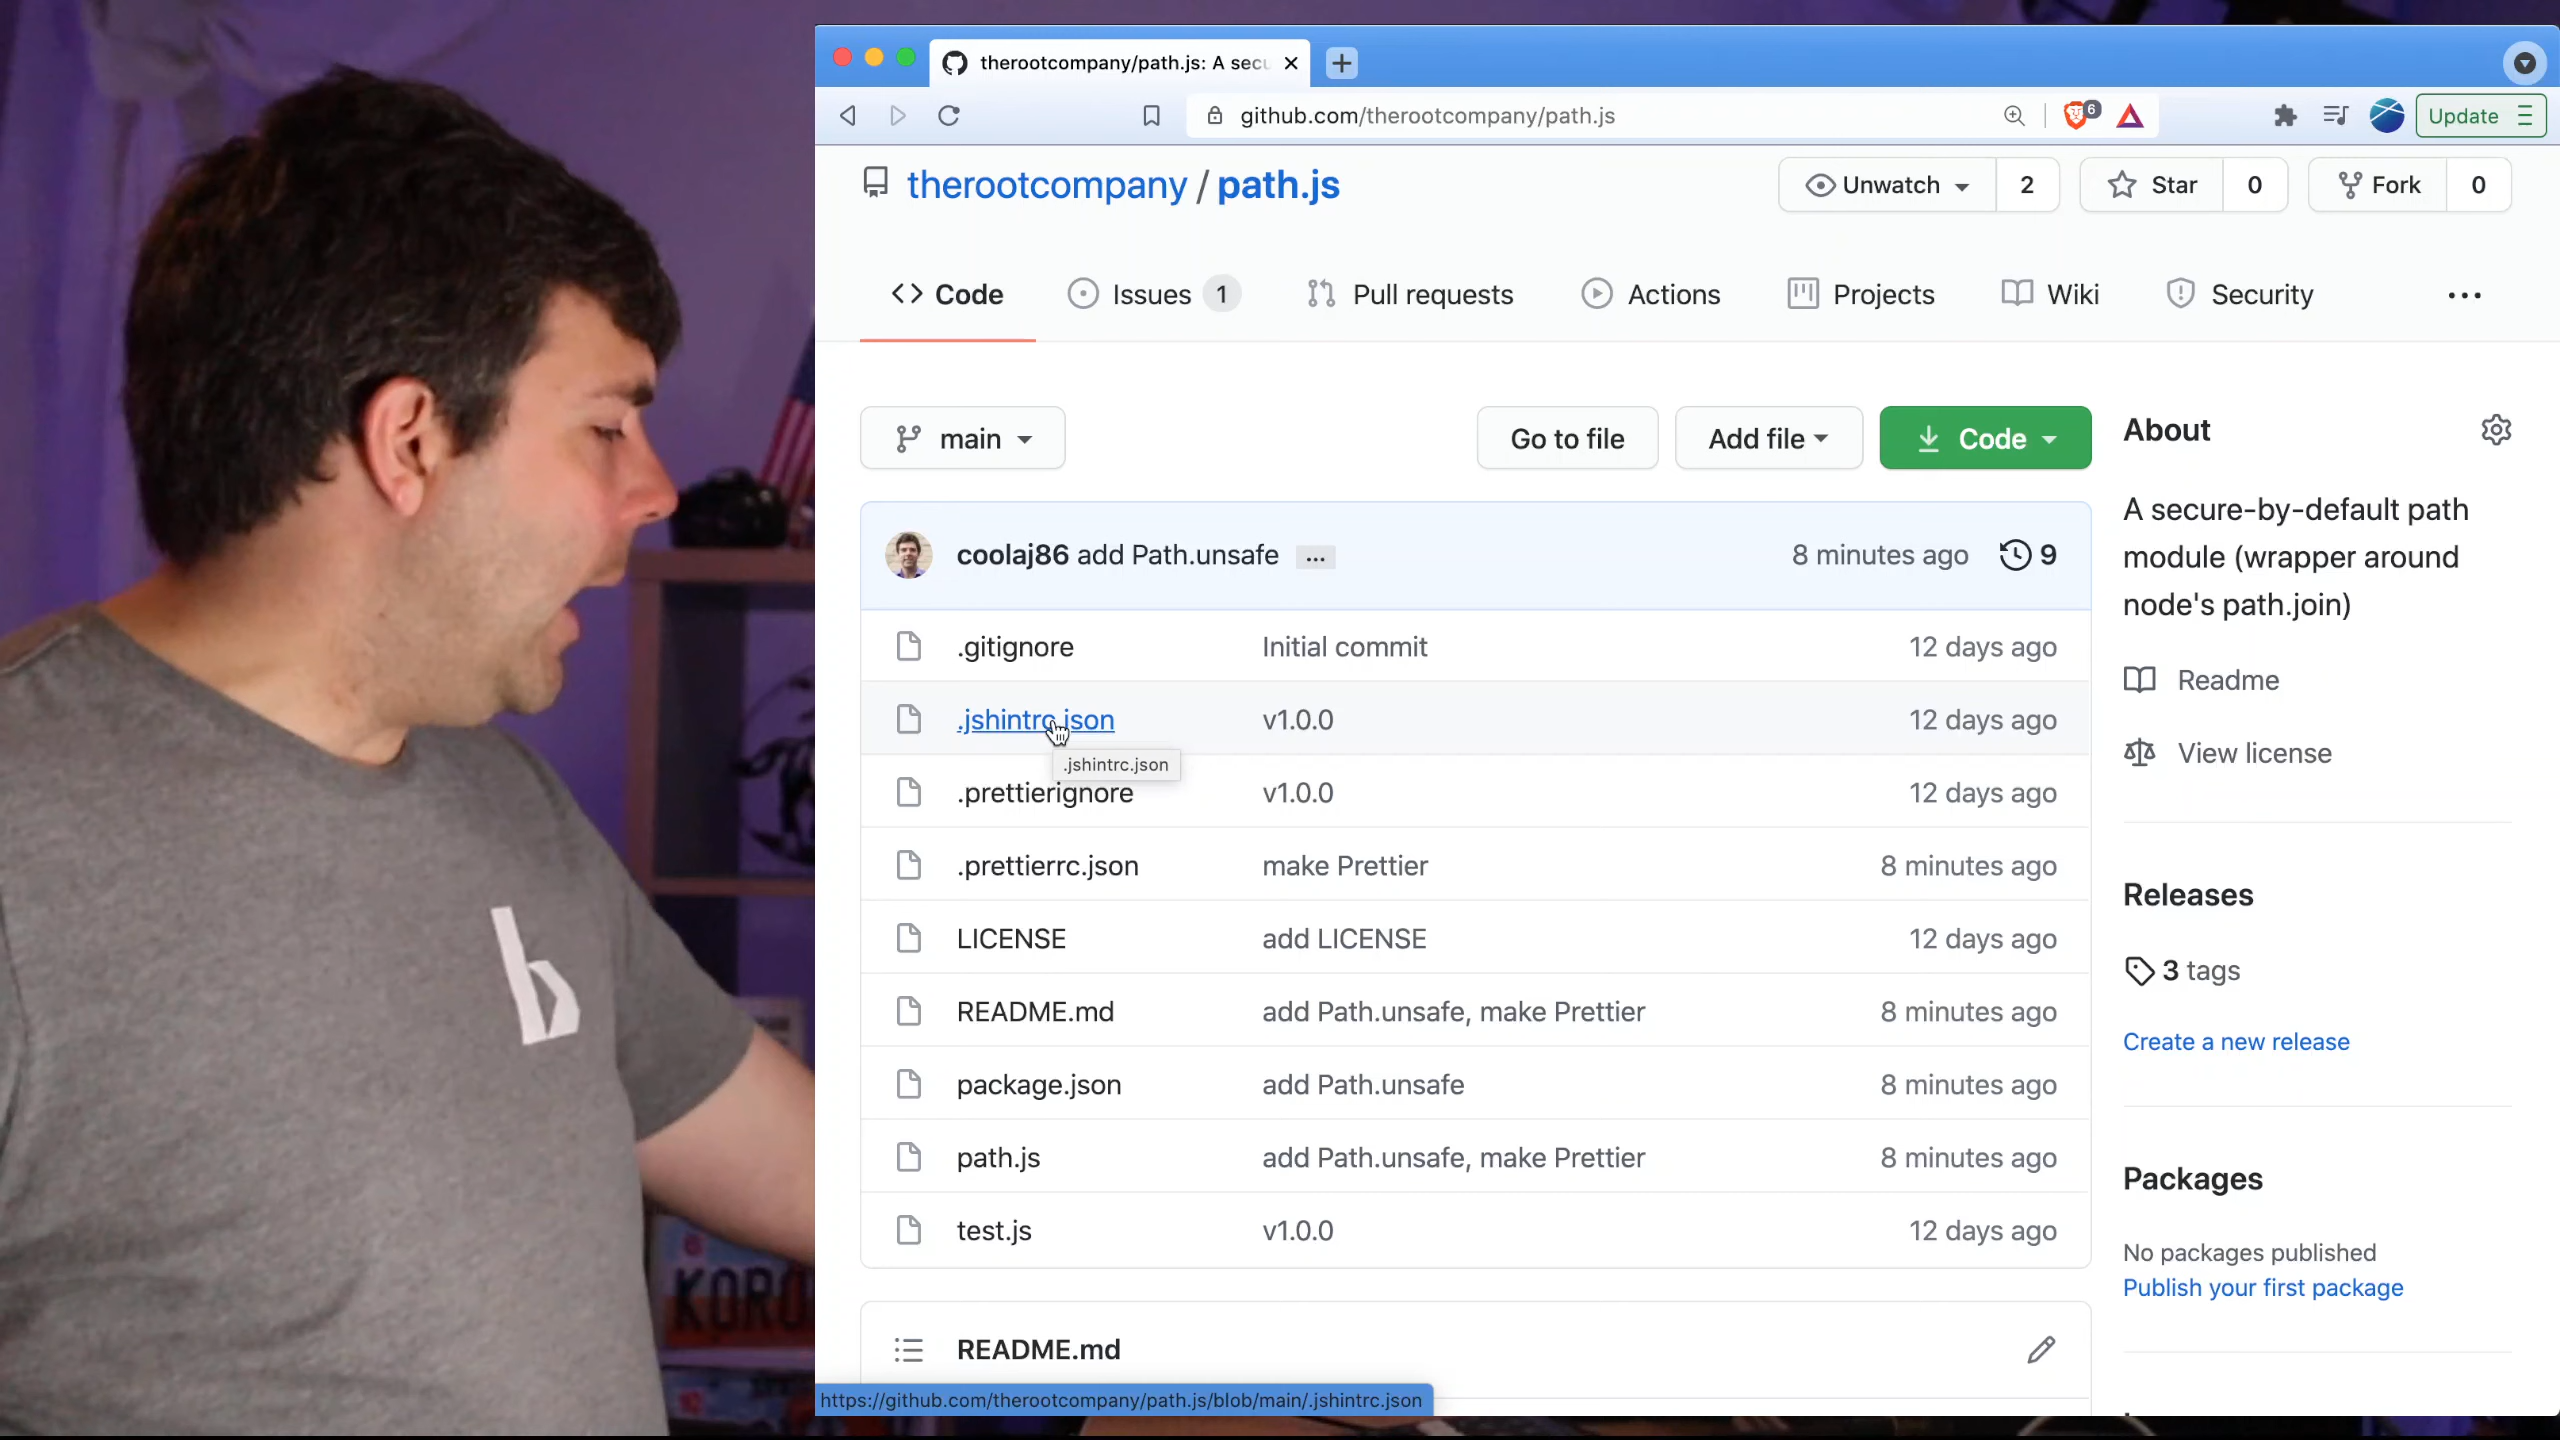 therootcompany/path.js: A secu
github.com/therootcompany/path.js
6
Update
therootcompany / path.js
Unwatch 2
Star 0
Fork 0
Code
Issues 1
Pull requests
Actions
Projects
Wiki
Security
...
main
Go to file
Add file
Code
coolaj86 add Path.unsafe ... 8 minutes ago 9
.gitignore Initial commit 12 days ago
.jshintrc.json v1.0.0 12 days ago
.jshintrc.json
.prettierignore v1.0.0 12 days ago
.prettierrc.json make Prettier 8 minutes ago
LICENSE add LICENSE 12 days ago
README.md add Path.unsafe, make Prettier 8 minutes ago
package.json add Path.unsafe 8 minutes ago
path.js add Path.unsafe, make Prettier 8 minutes ago
test.js v1.0.0 12 days ago
README.md
https://github.com/therootcompany/path.js/blob/main/.jshintrc.json
About
A secure-by-default path
module (wrapper around
node's path.join)
Readme
View license
Releases
3 tags
Create a new release
Packages
No packages published
Publish your first package
b